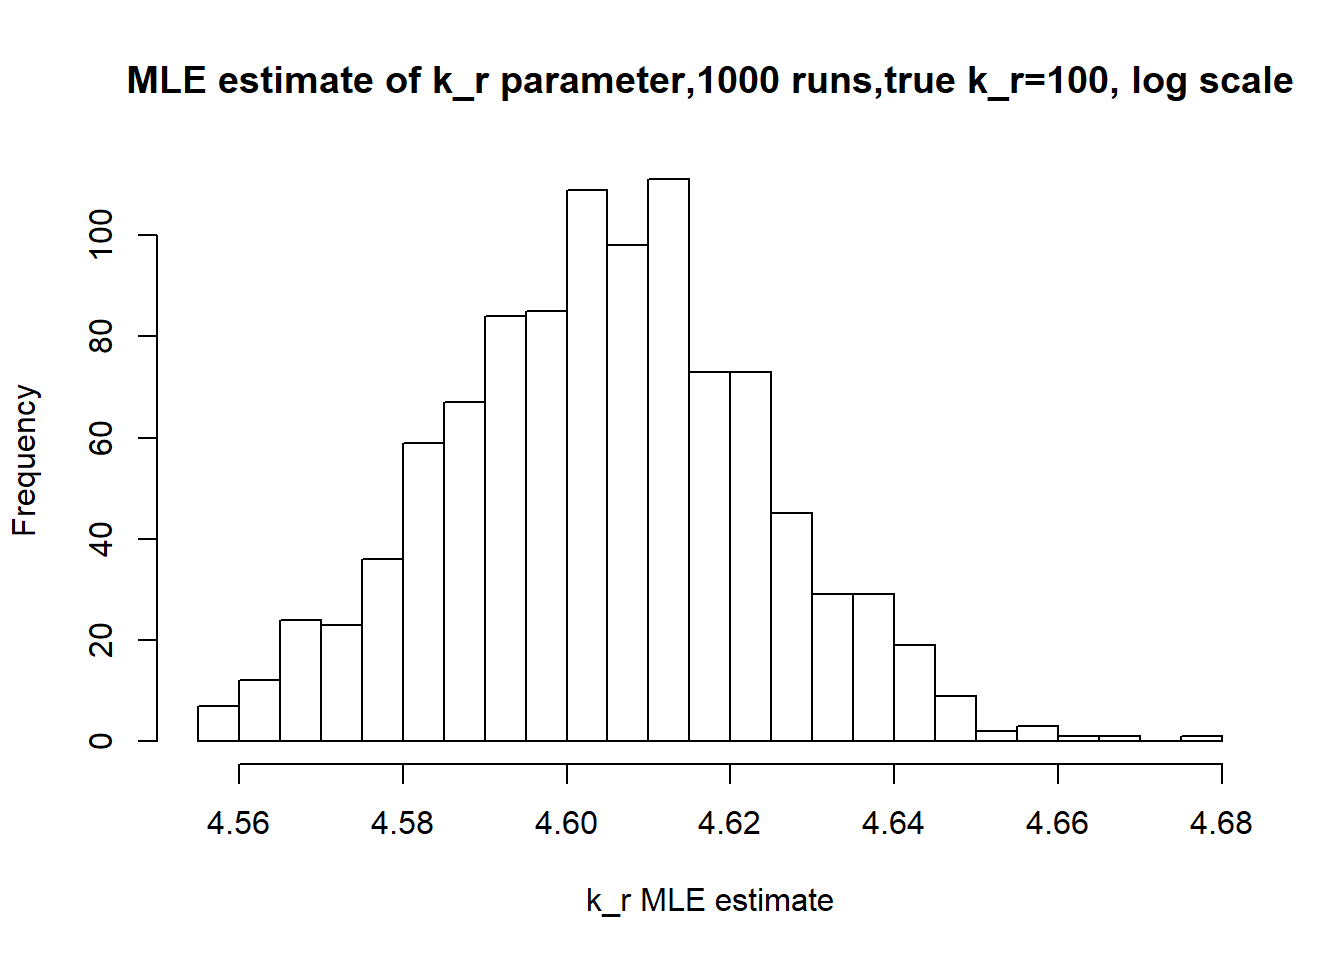 MLE estimate of k_r parameter,1000 runs,true k_r=100, log scale
Frequency
100
80
60
40
20
0
4.56 4.58 4.60 4.62 4.64 4.66 4.68
k_r MLE estimate